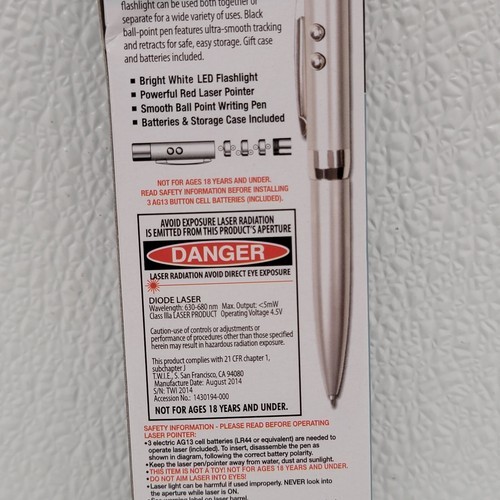 flashlight can be used both together or
separate for a wide variety of uses. Black
ball-point pen features ultra-smooth tracking
and retracts for safe, easy storage. Gift case
and batteries included.
■ Bright White LED Flashlight
■ Powerful Red Laser Pointer
■ Smooth Ball Point Writing Pen
■ Batteries & Storage Case Included
NOT FOR AGES 18 YEARS AND UNDER.
READ SAFETY INFORMATION BEFORE INSTALLING
3 AG13 BUTTON CELL BATTERIES (INCLUDED).
AVOID EXPOSURE LASER RADIATION
IS EMITTED FROM THIS PRODUCT'S APERTURE
DANGER
LASER RADIATION AVOID DIRECT EYE EXPOSURE
DIODE LASER
Wavelength: 630-680 nm Max. Output: <5mW
Class IIIa LASER PRODUCT Operating Voltage 4.5V
Caution-use of controls or adjustments or
performance of procedures other than those specified
herein may result in hazardous radiation exposure.
This product complies with 21 CFR chapter 1,
subchapter J
T.W.I.E., S. San Francisco, CA 94080
Manufacture Date: August 2014
S/N: TWI 2014
Accession No.: 1430194-000
NOT FOR AGES 18 YEARS AND UNDER.
SAFETY INFORMATION - PLEASE READ BEFORE OPERATING
LASER POINTER:
•3 electric AG13 cell batteries (LR44 or equivalent) are needed to
operate laser (included). To insert, disassemble the pen as
shown in diagram, following the correct battery polarity.
•Keep the laser pen/pointer away from water, dust and sunlight.
•THIS ITEM IS NOT A TOY! NOT FOR AGES 18 YEARS AND UNDER.
•DO NOT AIM LASER INTO EYES!
•Laser light can be harmful if used improperly. NEVER look into
the aperture while laser is ON.
warning label on laser barrel